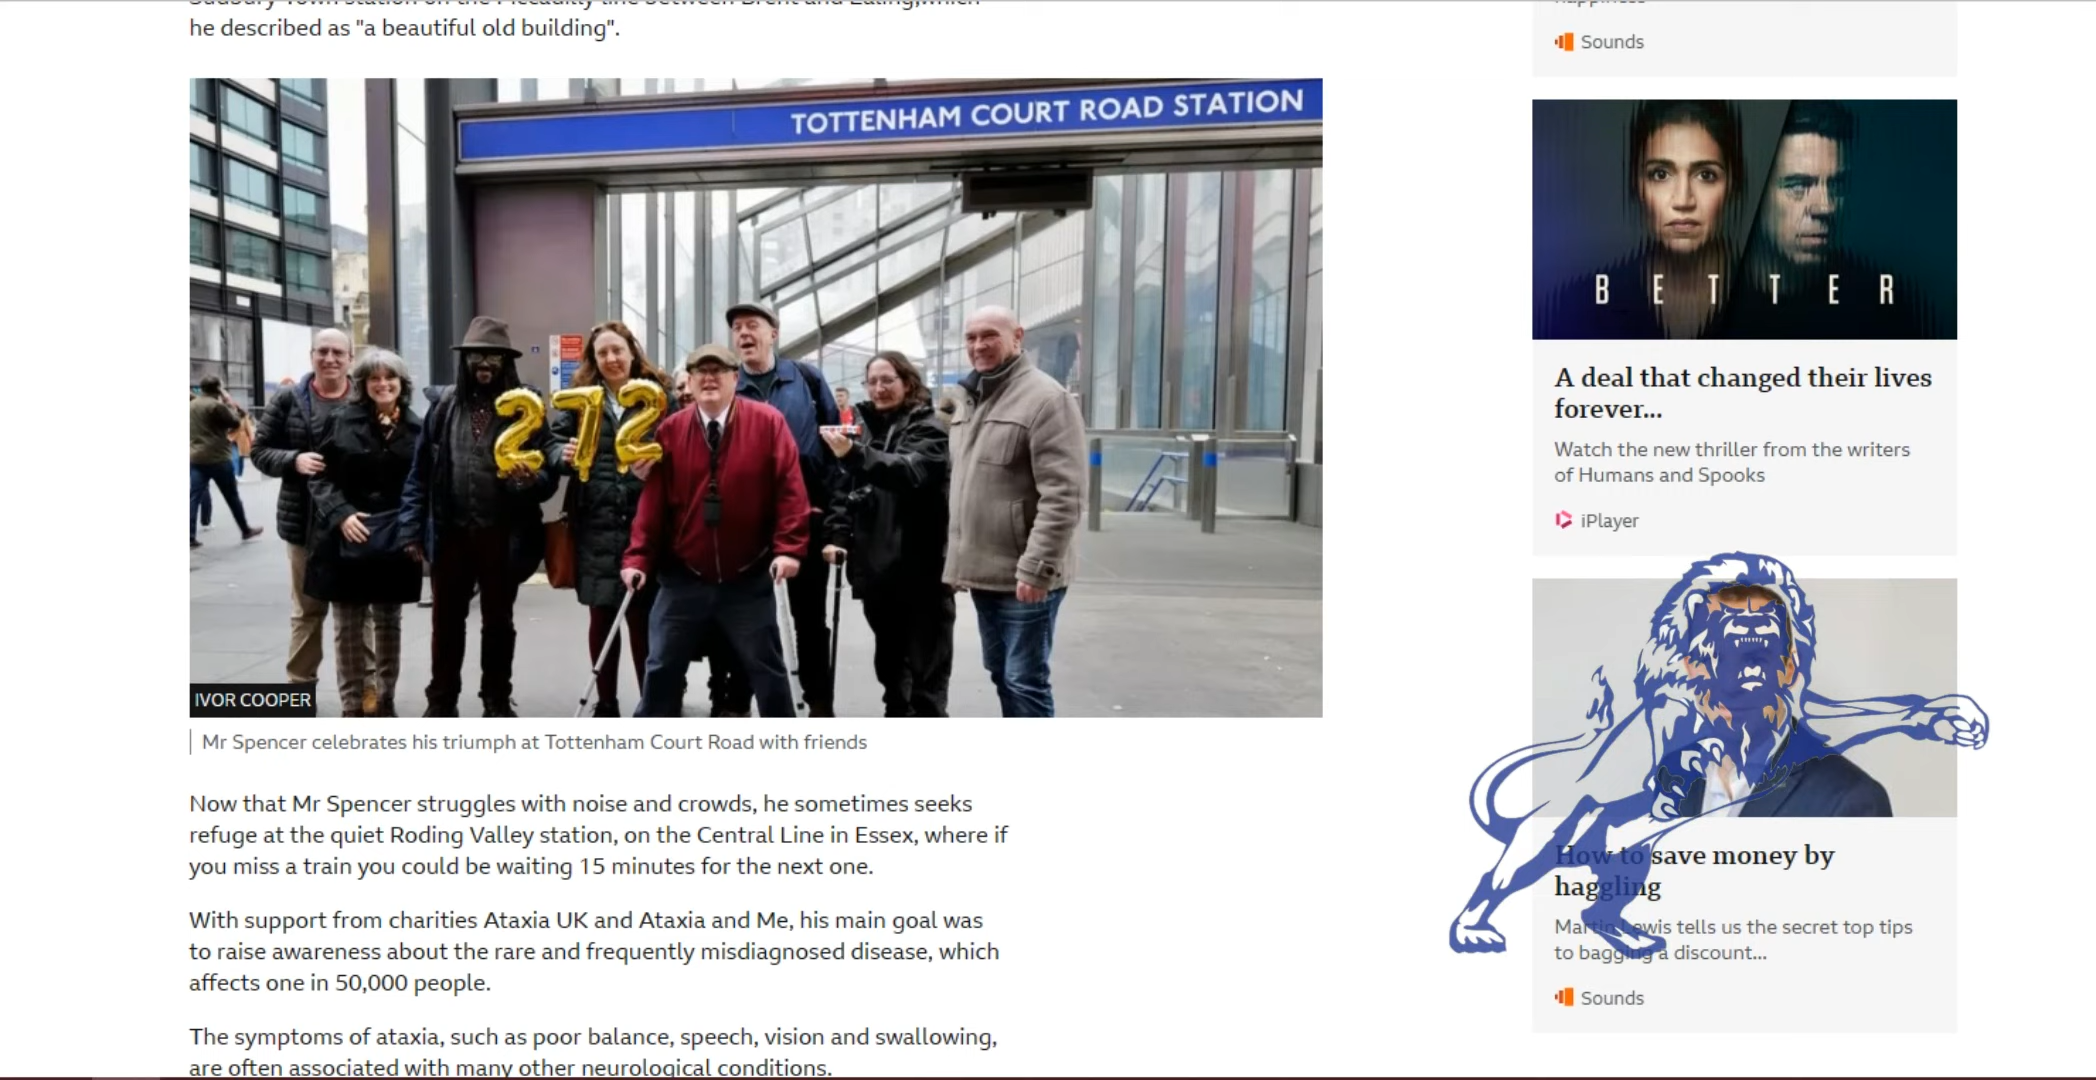 he described as "a beautiful old building".
TOTTENHAM COURT ROAD STATION
272
IVOR COOPER
Mr Spencer celebrates his triumph at Tottenham Court Road with friends
Now that Mr Spencer struggles with noise and crowds, he sometimes seeks
refuge at the quiet Roding Valley station, on the Central Line in Essex, where if
you miss a train you could be waiting 15 minutes for the next one.
With support from charities Ataxia UK and Ataxia and Me, his main goal was
to raise awareness about the rare and frequently misdiagnosed disease, which
affects one in 50,000 people.
The symptoms of ataxia, such as poor balance, speech, vision and swallowing,
are often associated with many other neurological conditions.
Sounds
BETTER
A deal that changed their lives
forever...
Watch the new thriller from the writers
of Humans and Spooks
iPlayer
How to save money by
haggling
Martin Lewis tells us the secret top tips
to bagging a discount...
Sounds